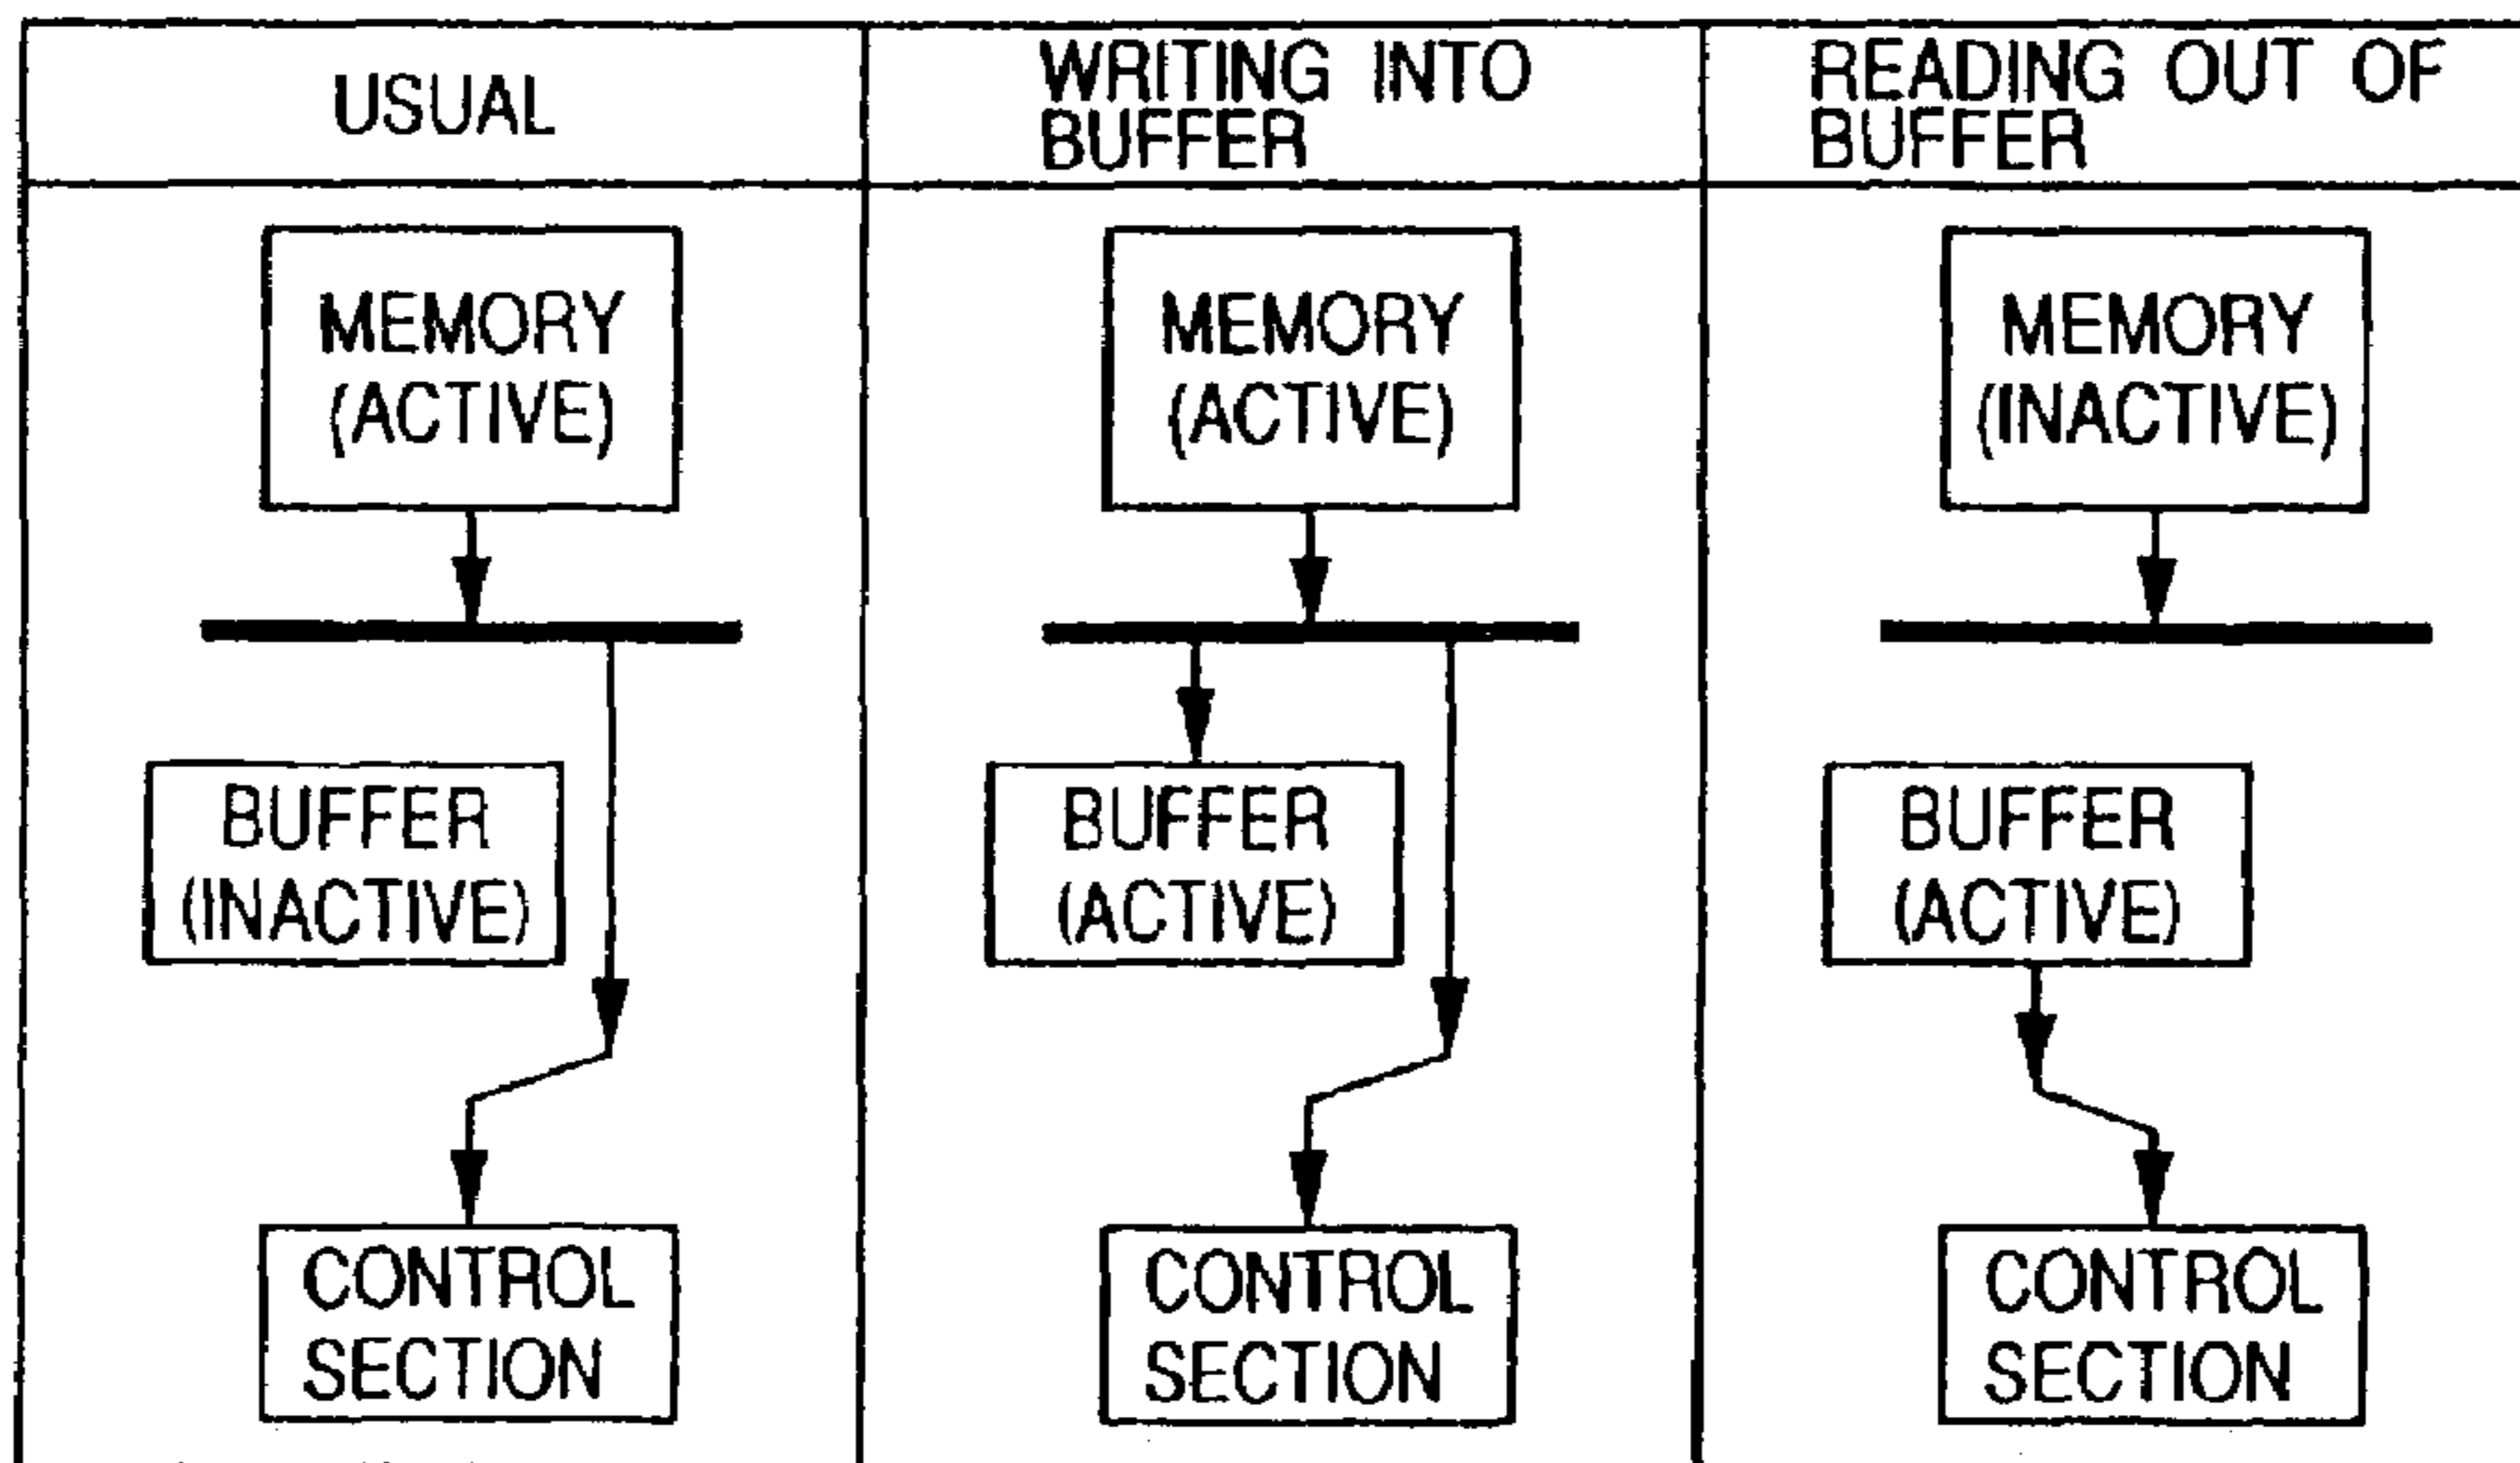 USUAL
WRITING INTO
BUFFER
READING OUT OF
BUFFER
MEMORY
(ACTIVE)
BUFFER
(INACTIVE)
CONTROL
SECTION
MEMORY
(ACTIVE)
BUFFER
(ACTIVE)
CONTROL
SECTION
MEMORY
(INACTIVE)
BUFFER
(ACTIVE)
CONTROL
SECTION